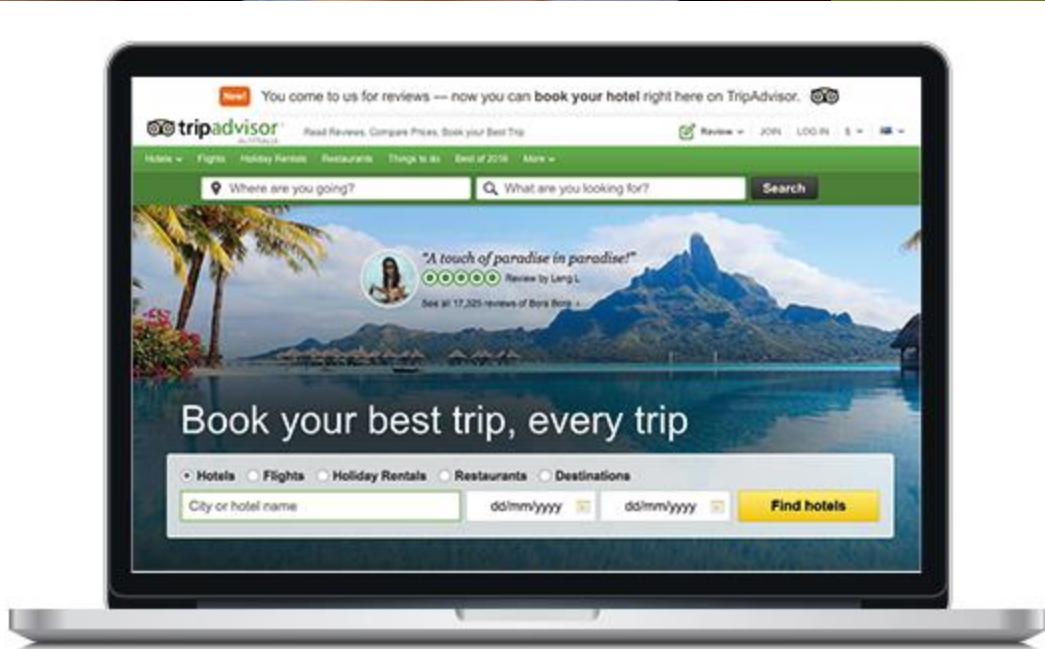 New! You come to us for reviews — now you can book your hotel right here on TripAdvisor.
tripadvisor Read Reviews, Compare Prices, Book your Best Trip Review JOIN LOG IN $
AUSTRALIA
Hotels Flights Holiday Rentals Restaurants Things to do Best of 2016 More
Where are you going? What are you looking for? Search
"A touch of paradise in paradise!"
Review by Leng L
See all 17,325 reviews of Bora Bora
Book your best trip, every trip
Hotels Flights Holiday Rentals Restaurants Destinations
City or hotel name dd/mm/yyyy dd/mm/yyyy Find hotels